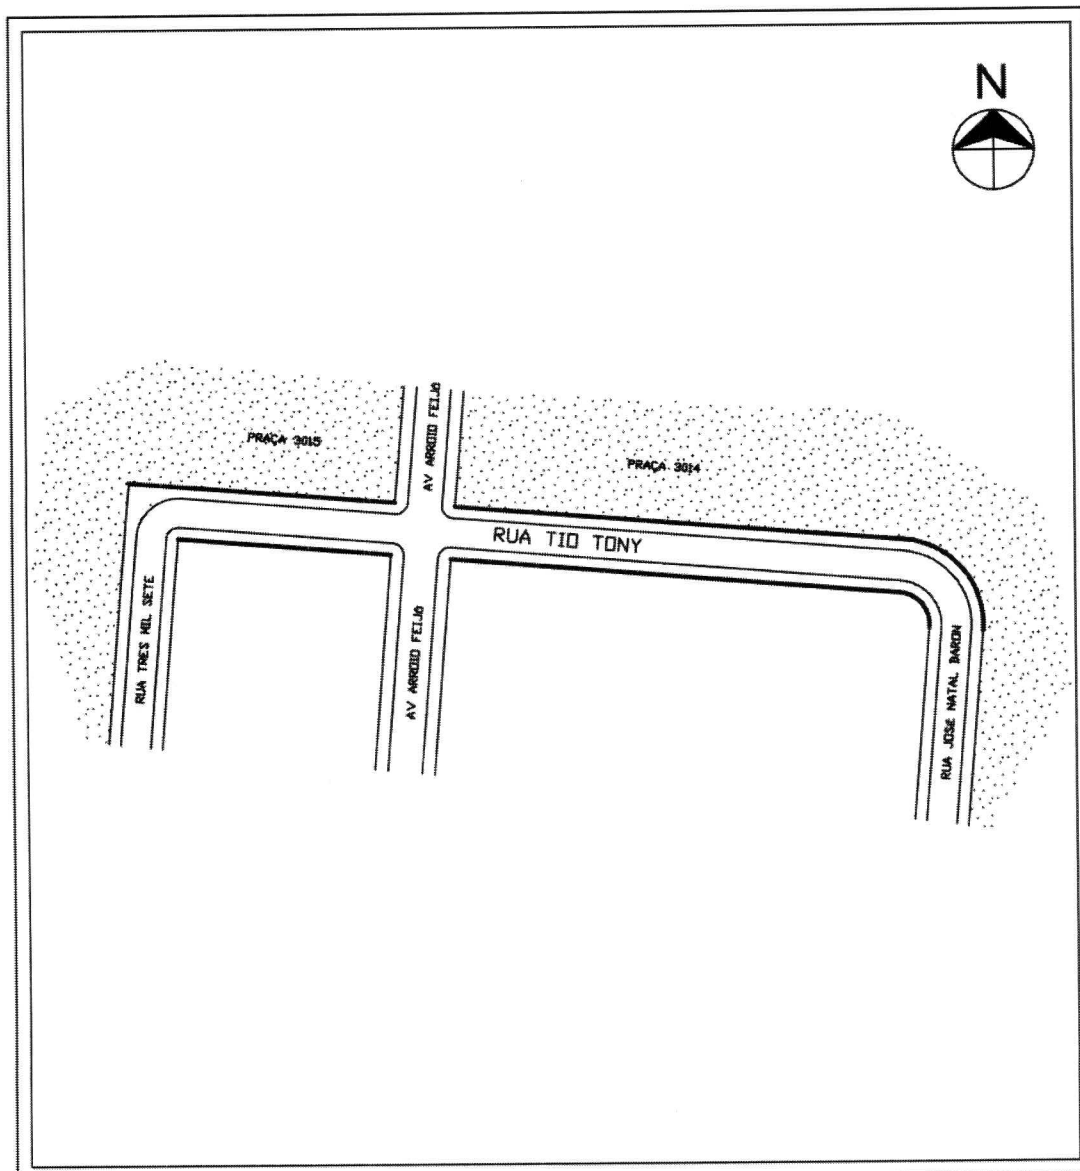 N
AV ARROIO FEIJO
PRAÇA 3015
PRAÇA 3014
RUA TIO TONY
RUA TRES MIL SETE
AV ARROIO FEIJO
RUA JOSE NATAL BARON